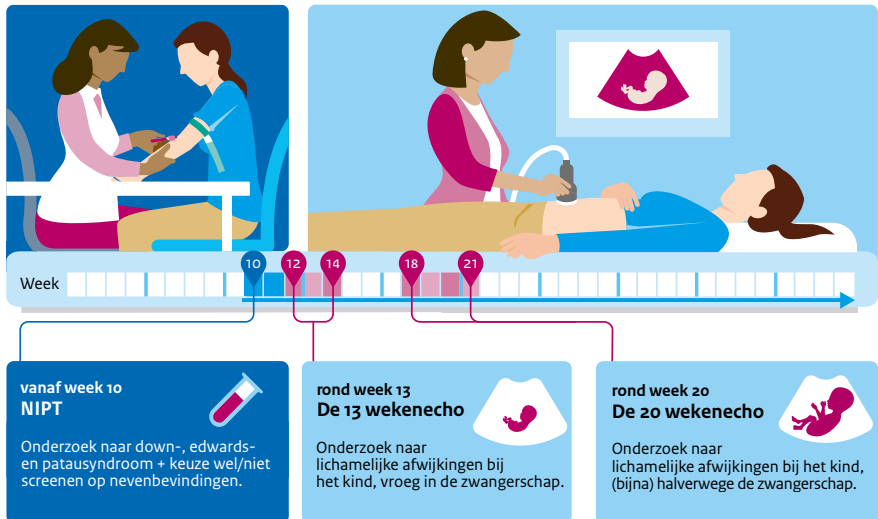 Week
10
12
14
18
21
vanaf week 10
NIPT
Onderzoek naar down-, edwards-
en patausyndroom + keuze wel/niet
screenen op nevenbevindingen.
rond week 13
De 13 wekenecho
Onderzoek naar
lichamelijke afwijkingen bij
het kind, vroeg in de zwangerschap.
rond week 20
De 20 wekenecho
Onderzoek naar
lichamelijke afwijkingen bij het kind,
(bijna) halverwege de zwangerschap.